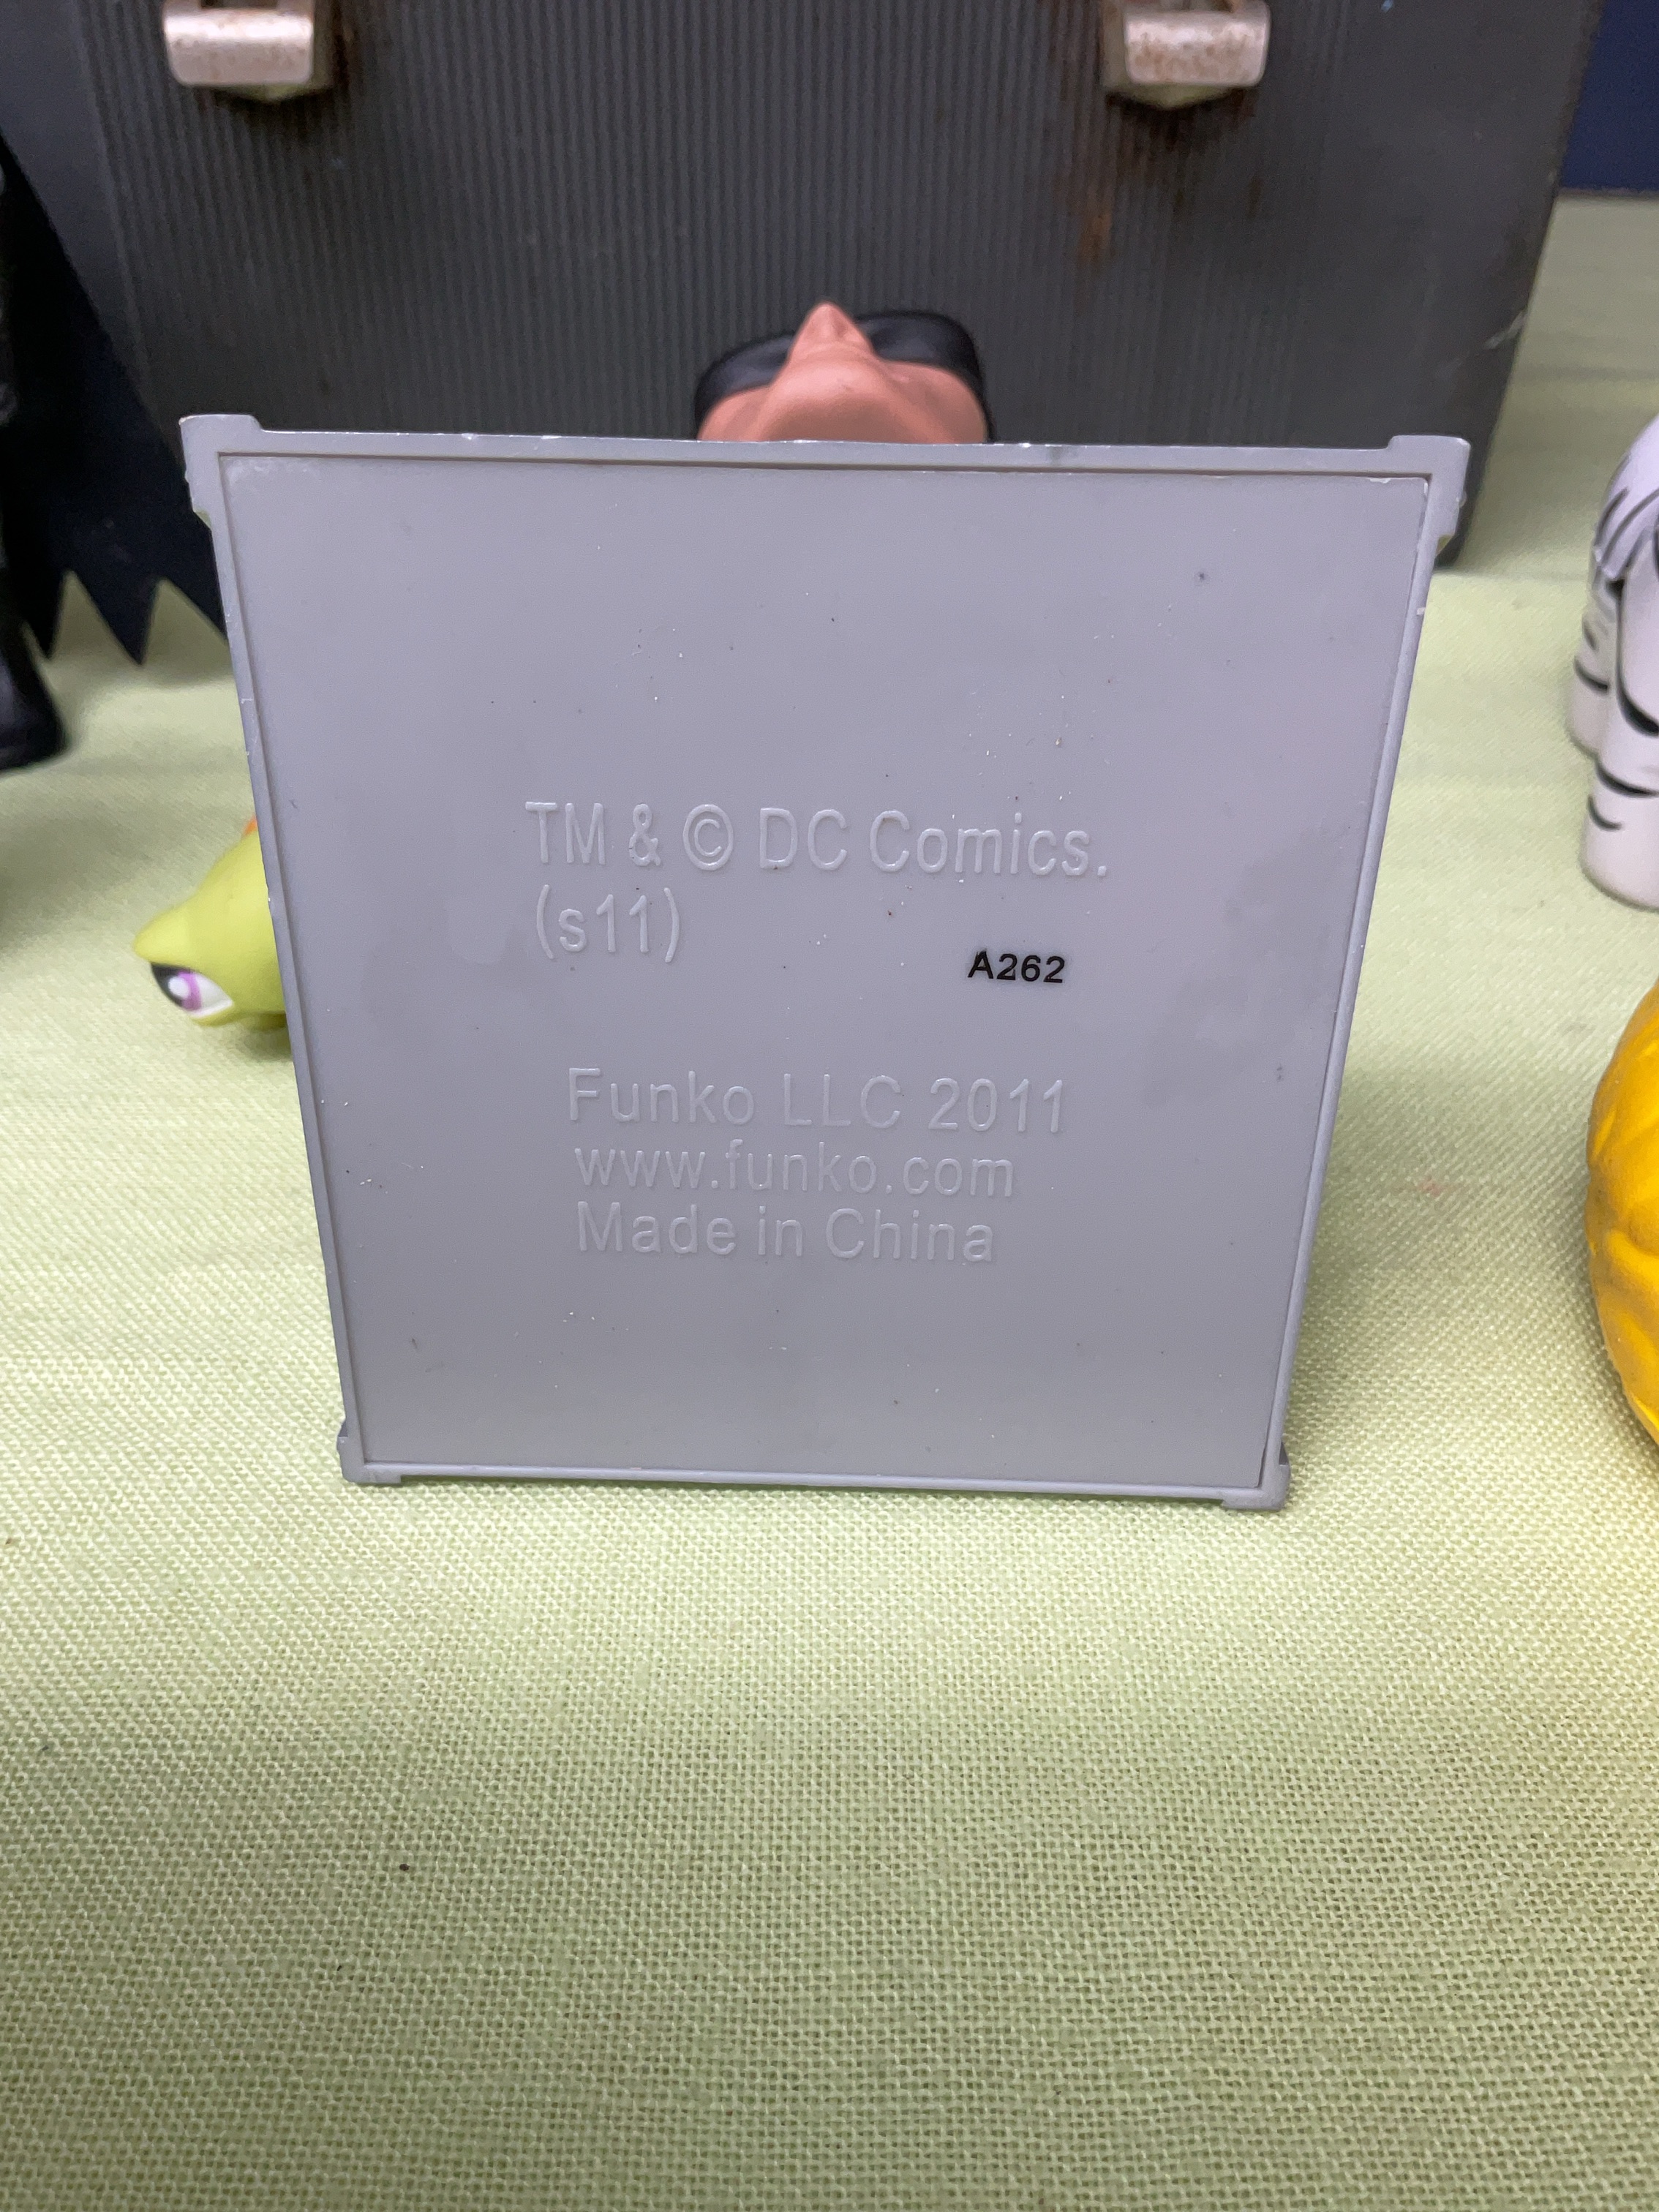 TM & © DC Comics.
(s11)
A262
Funko LLC 2011
www.funko.com
Made in China